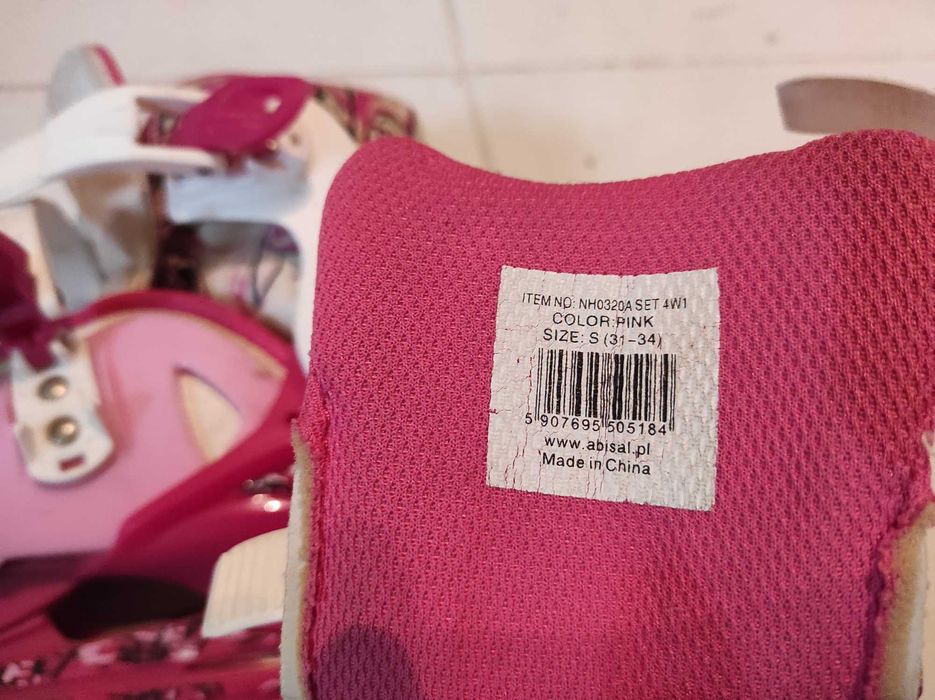 ITEM NO: NH0320A SET 4W1
COLOR:PINK
SIZE: S (31-34)
5 907695 505184
www.abisal.pl
Made in China